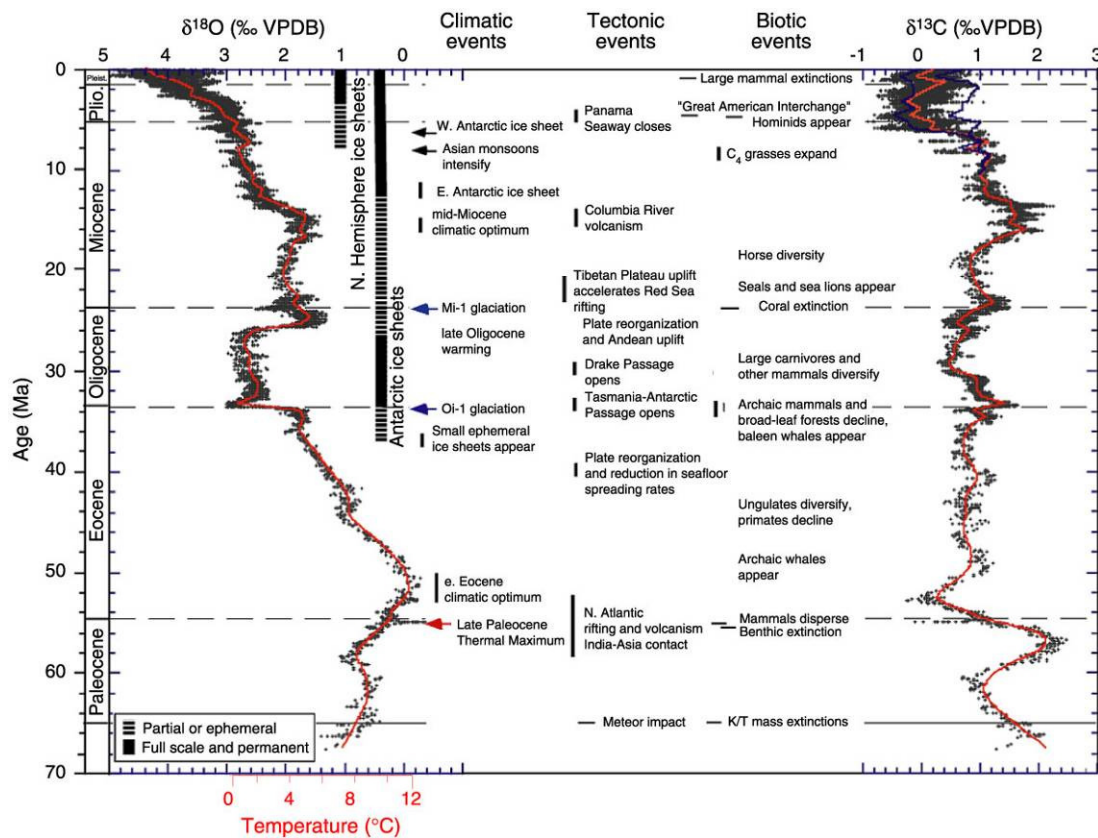 δ18O (‰ VPDB)
Climatic
events
Tectonic
events
Biotic
events
δ13C (‰VPDB)
5 4 3 2 1 0
-1 0 1 2 3
0
10
20
30
40
50
60
70
Age (Ma)
Pleist.
Plio.
Miocene
Oligocene
Eocene
Paleocene
N. Hemisphere ice sheets
Antarcitc ice sheets
W. Antarctic ice sheet
Asian monsoons
intensify
E. Antarctic ice sheet
mid-Miocene
climatic optimum
Mi-1 glaciation
late Oligocene
warming
Oi-1 glaciation
Small ephemeral
ice sheets appear
e. Eocene
climatic optimum
Late Paleocene
Thermal Maximum
Panama
Seaway closes
Columbia River
volcanism
Tibetan Plateau uplift
accelerates Red Sea
rifting
Plate reorganization
and Andean uplift
Drake Passage
opens
Tasmania-Antarctic
Passage opens
Plate reorganization
and reduction in seafloor
spreading rates
N. Atlantic
rifting and volcanism
India-Asia contact
Meteor impact
Large mammal extinctions
"Great American Interchange"
Hominids appear
C4 grasses expand
Horse diversity
Seals and sea lions appear
Coral extinction
Large carnivores and
other mammals diversify
Archaic mammals and
broad-leaf forests decline,
baleen whales appear
Ungulates diversify,
primates decline
Archaic whales
appear
Mammals disperse
Benthic extinction
K/T mass extinctions
Partial or ephemeral
Full scale and permanent
0 4 8 12
Temperature (°C)